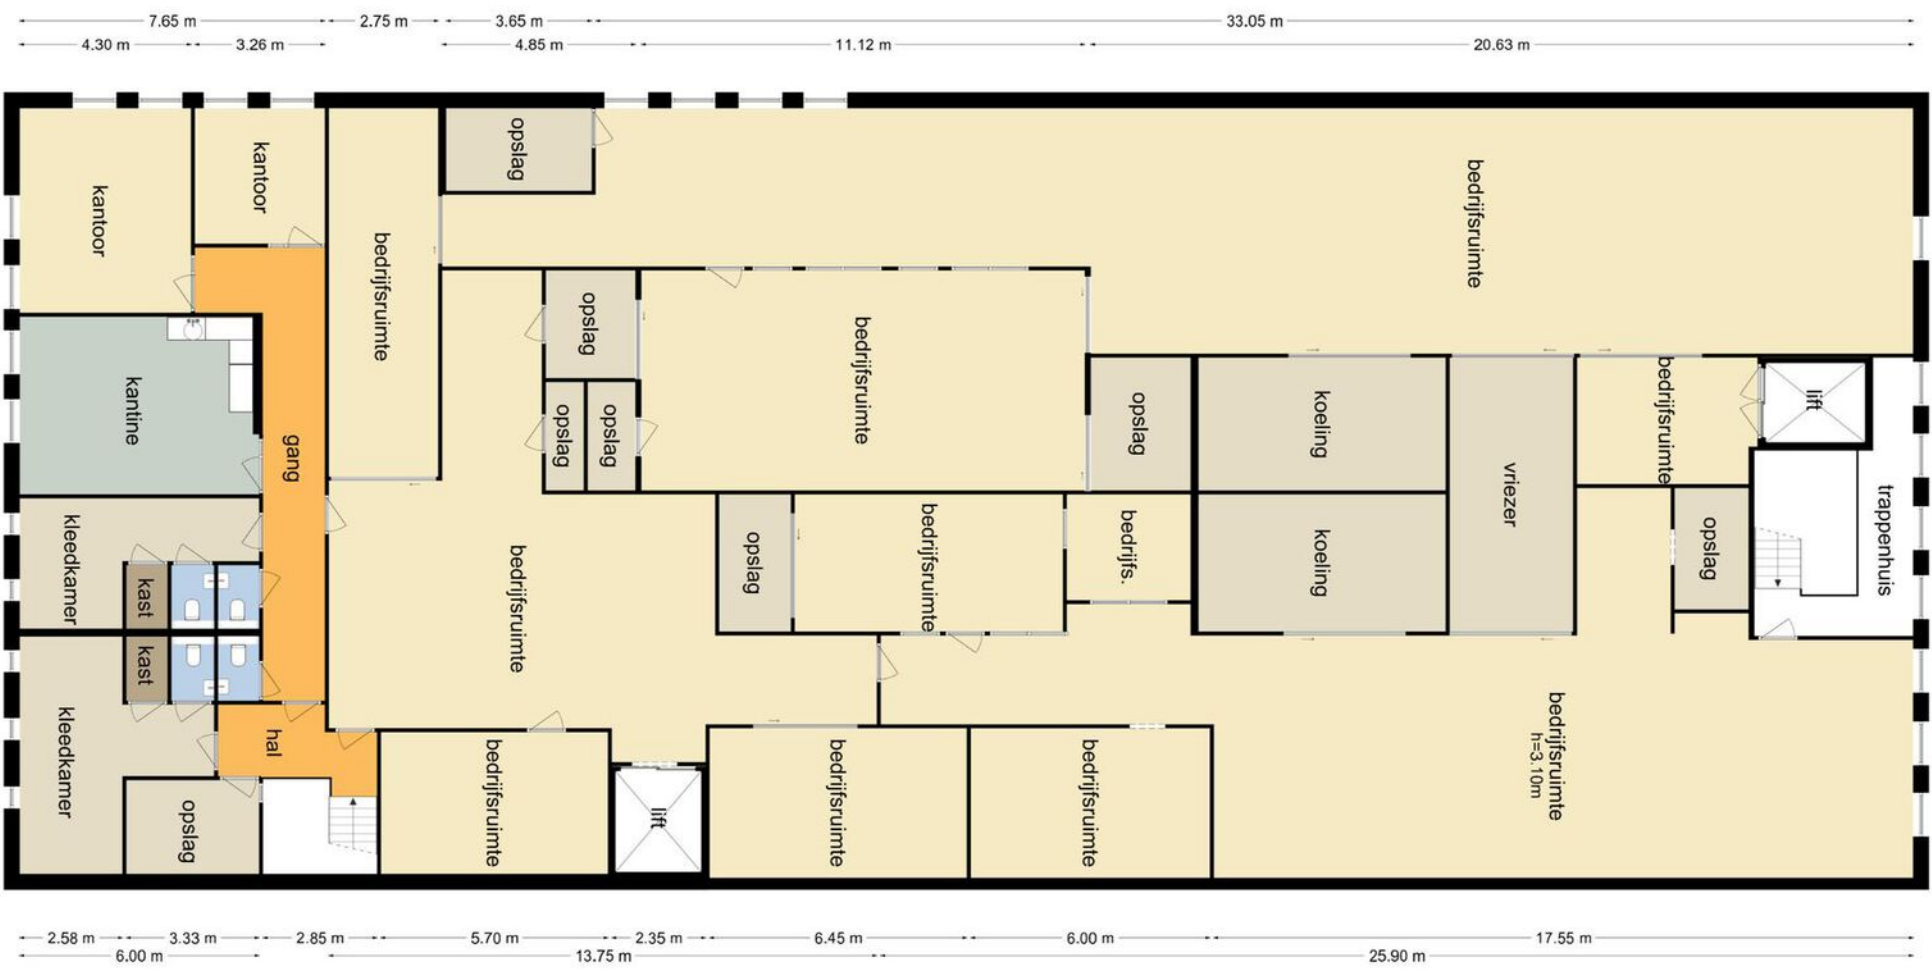 7.65 m 2.75 m 3.65 m 33.05 m
4.30 m 3.26 m 4.85 m 11.12 m 20.63 m
kantoor
kantoor
bedrijfsruimte
opslag
bedrijfsruimte
kantine
gang
opslag
opslag
opslag
bedrijfsruimte
opslag
koeling
vriezer
bedrijfsruimte
lift
trappenhuis
kleedkamer
kast
bedrijfsruimte
opslag
bedrijfsruimte
bedrijfs.
koeling
opslag
kleedkamer
kast
hal
opslag
bedrijfsruimte
lift
bedrijfsruimte
bedrijfsruimte
bedrijfsruimte
h=3.10m
2.58 m 3.33 m 2.85 m 5.70 m 2.35 m 6.45 m 6.00 m 17.55 m
6.00 m 13.75 m 25.90 m